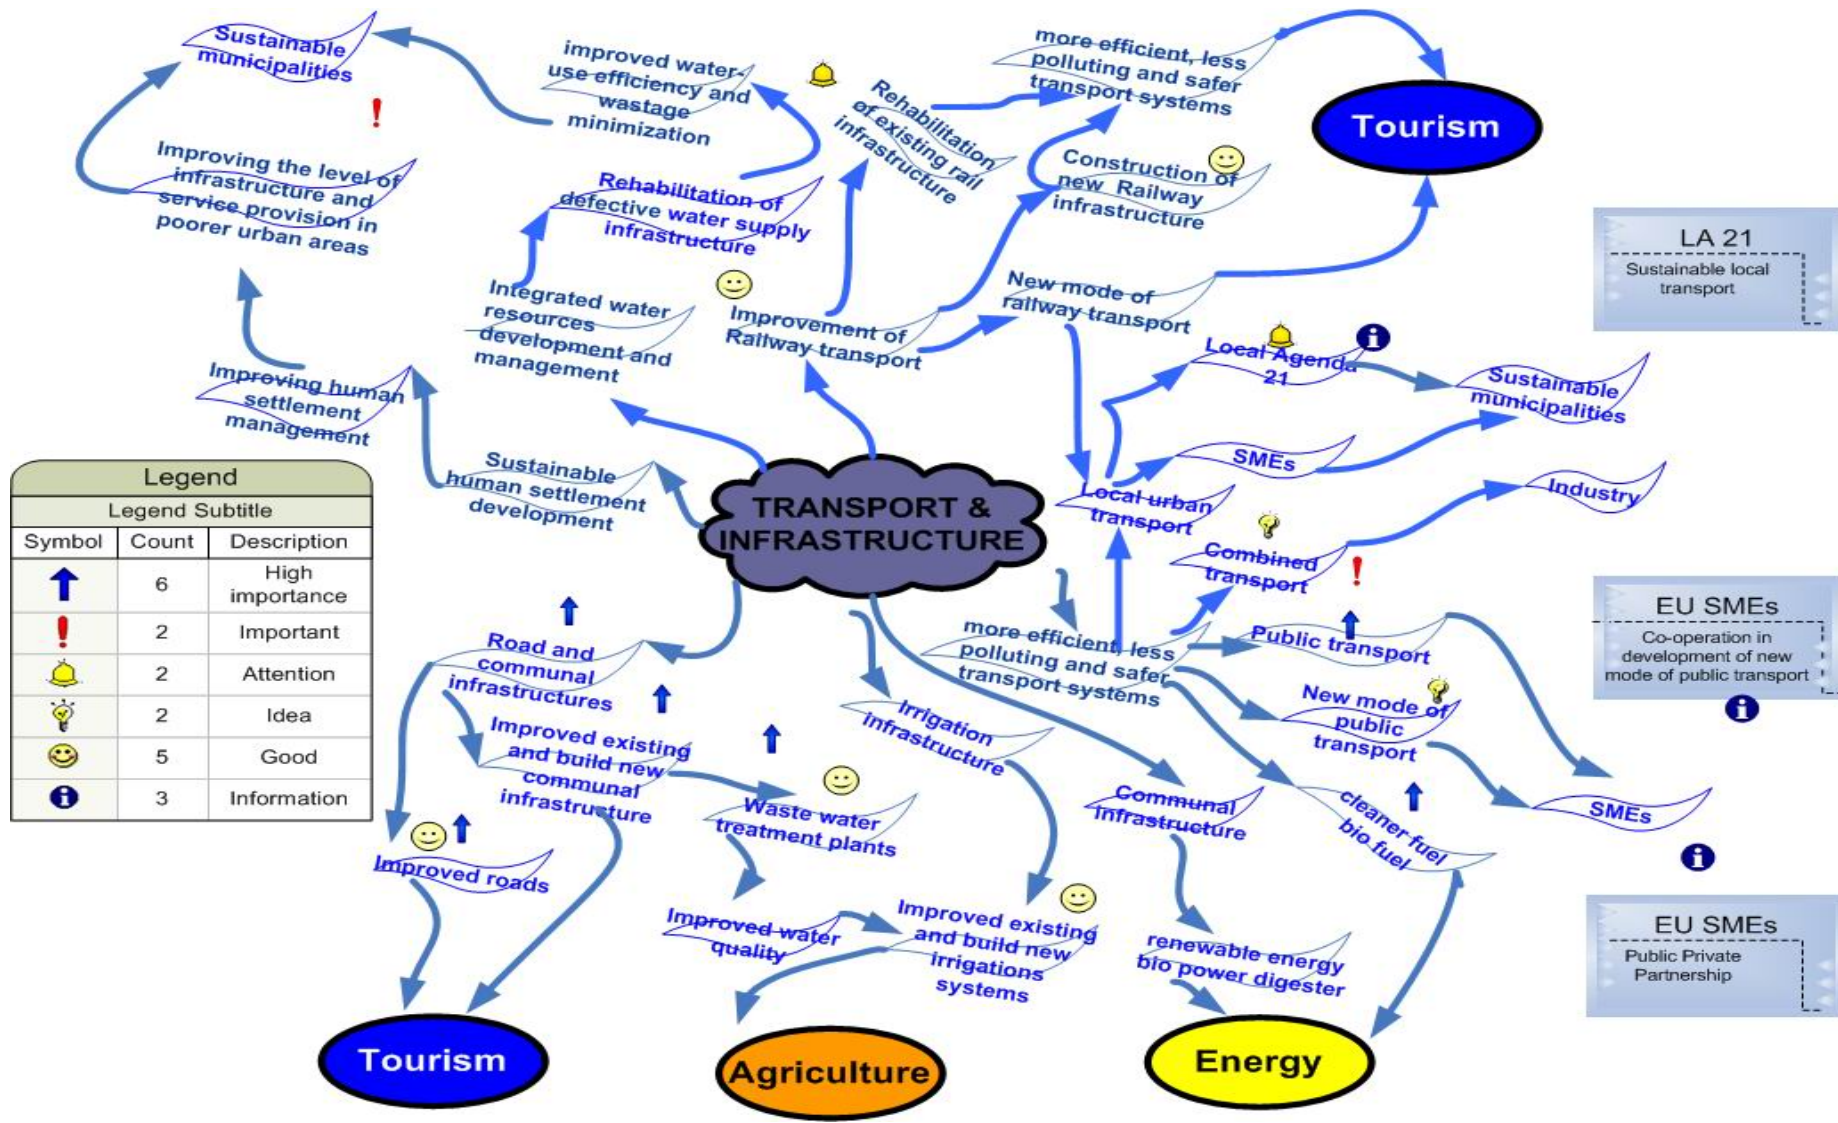 Sustainable
municipalities
improved water-
use efficiency and
wastage
minimization
Rehabilitation
of existing rail
infrastructure
more efficient, less
polluting and safer
transport systems
Tourism
Improving the level of
infrastructure and
service provision in
poorer urban areas
Rehabilitation of
defective water supply
infrastructure
Construction of
new Railway
infrastructure
LA 21
Sustainable local
transport
Integrated water
resources
development and
management
Improvement of
Railway transport
New mode of
railway transport
Local Agenda
21
Sustainable
municipalities
Improving human
settlement
management
Sustainable
human settlement
development
SMEs
Industry
Local urban
transport
Combined
transport
TRANSPORT &
INFRASTRUCTURE
Legend
Legend Subtitle
Symbol Count Description
6 High
importance
2 Important
2 Attention
2 Idea
5 Good
3 Information
EU SMEs
Co-operation in
development of new
mode of public transport
Road and
communal
infrastructures
more efficient, less
polluting and safer
transport systems
Public transport
New mode of
public
transport
Improved existing
and build new
communal
infrastructure
Irrigation
infrastructure
Waste water
treatment plants
Communal
infrastructure
cleaner fuel
bio fuel
SMEs
Improved roads
Improved water
quality
Improved existing
and build new
irrigations
systems
renewable energy
bio power digester
EU SMEs
Public Private
Partnership
Tourism
Agriculture
Energy